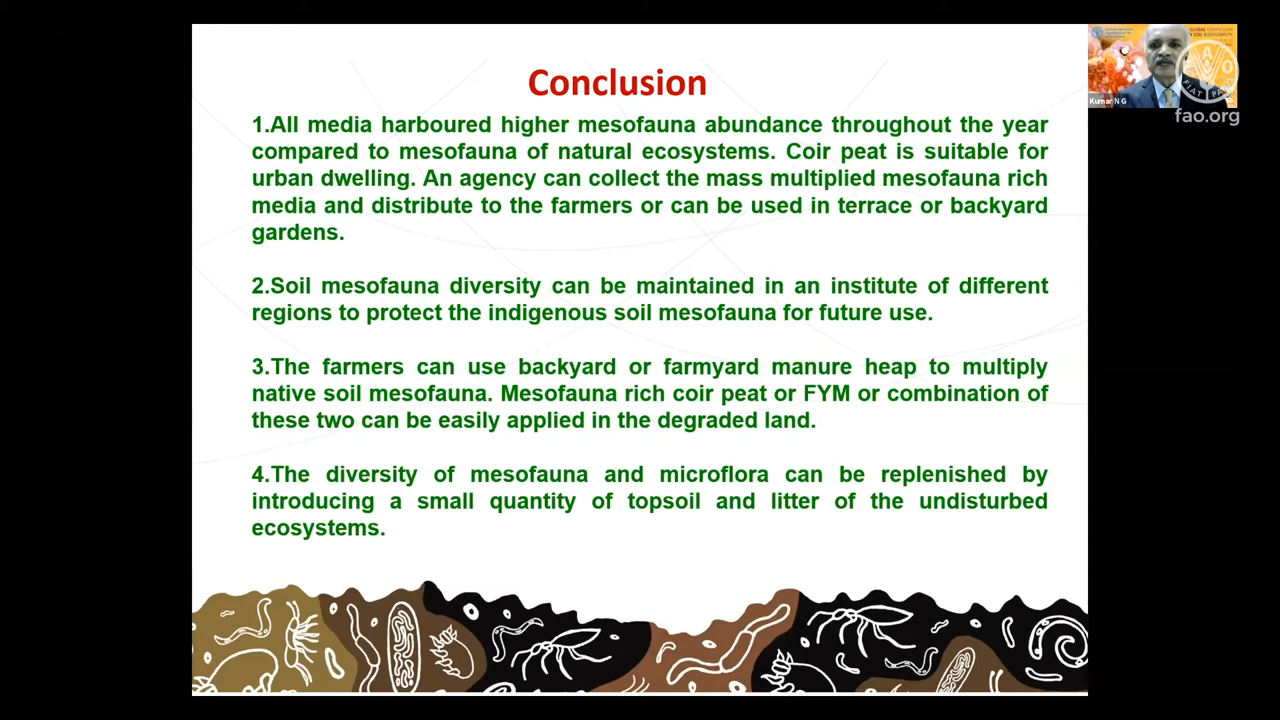 Conclusion
1.All media harboured higher mesofauna abundance throughout the year
compared to mesofauna of natural ecosystems. Coir peat is suitable for
urban dwelling. An agency can collect the mass multiplied mesofauna rich
media and distribute to the farmers or can be used in terrace or backyard
gardens.
2.Soil mesofauna diversity can be maintained in an institute of different
regions to protect the indigenous soil mesofauna for future use.
3.The farmers can use backyard or farmyard manure heap to multiply
native soil mesofauna. Mesofauna rich coir peat or FYM or combination of
these two can be easily applied in the degraded land.
4.The diversity of mesofauna and microflora can be replenished by
introducing a small quantity of topsoil and litter of the undisturbed
ecosystems.
GLOBAL SYMPOSIUM
Kumar N G
FAO
FIAT PANIS
fao.org